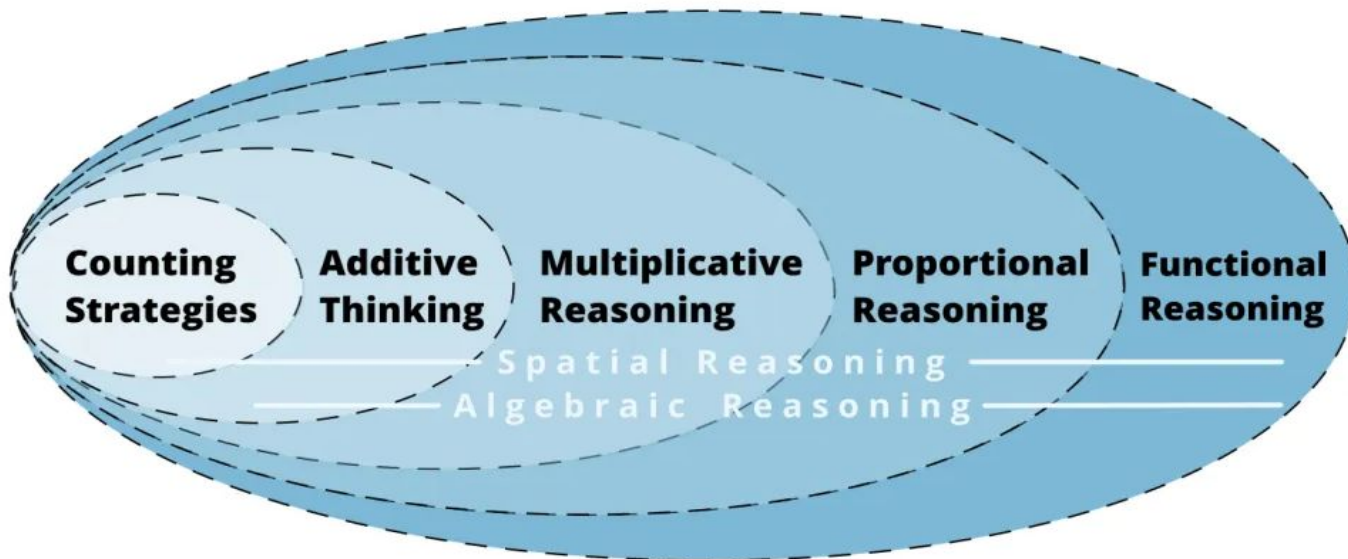 Counting
Strategies
Additive
Thinking
Multiplicative
Reasoning
Proportional
Reasoning
Functional
Reasoning
Spatial Reasoning
Algebraic Reasoning